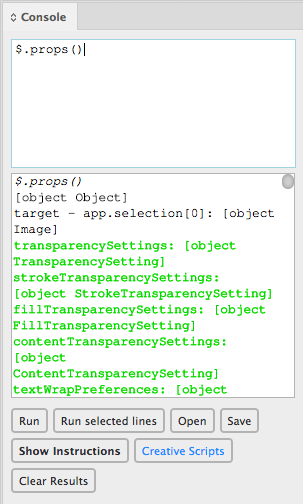 Console
$.props()
$.props()
[object Object]
target - app.selection[0]: [object
Image]
transparencySettings: [object
TransparencySetting]
strokeTransparencySettings:
[object StrokeTransparencySetting]
fillTransparencySettings: [object
FillTransparencySetting]
contentTransparencySettings:
[object
ContentTransparencySetting]
textWrapPreferences: [object
Run Run selected lines Open Save
Show Instructions Creative Scripts
Clear Results